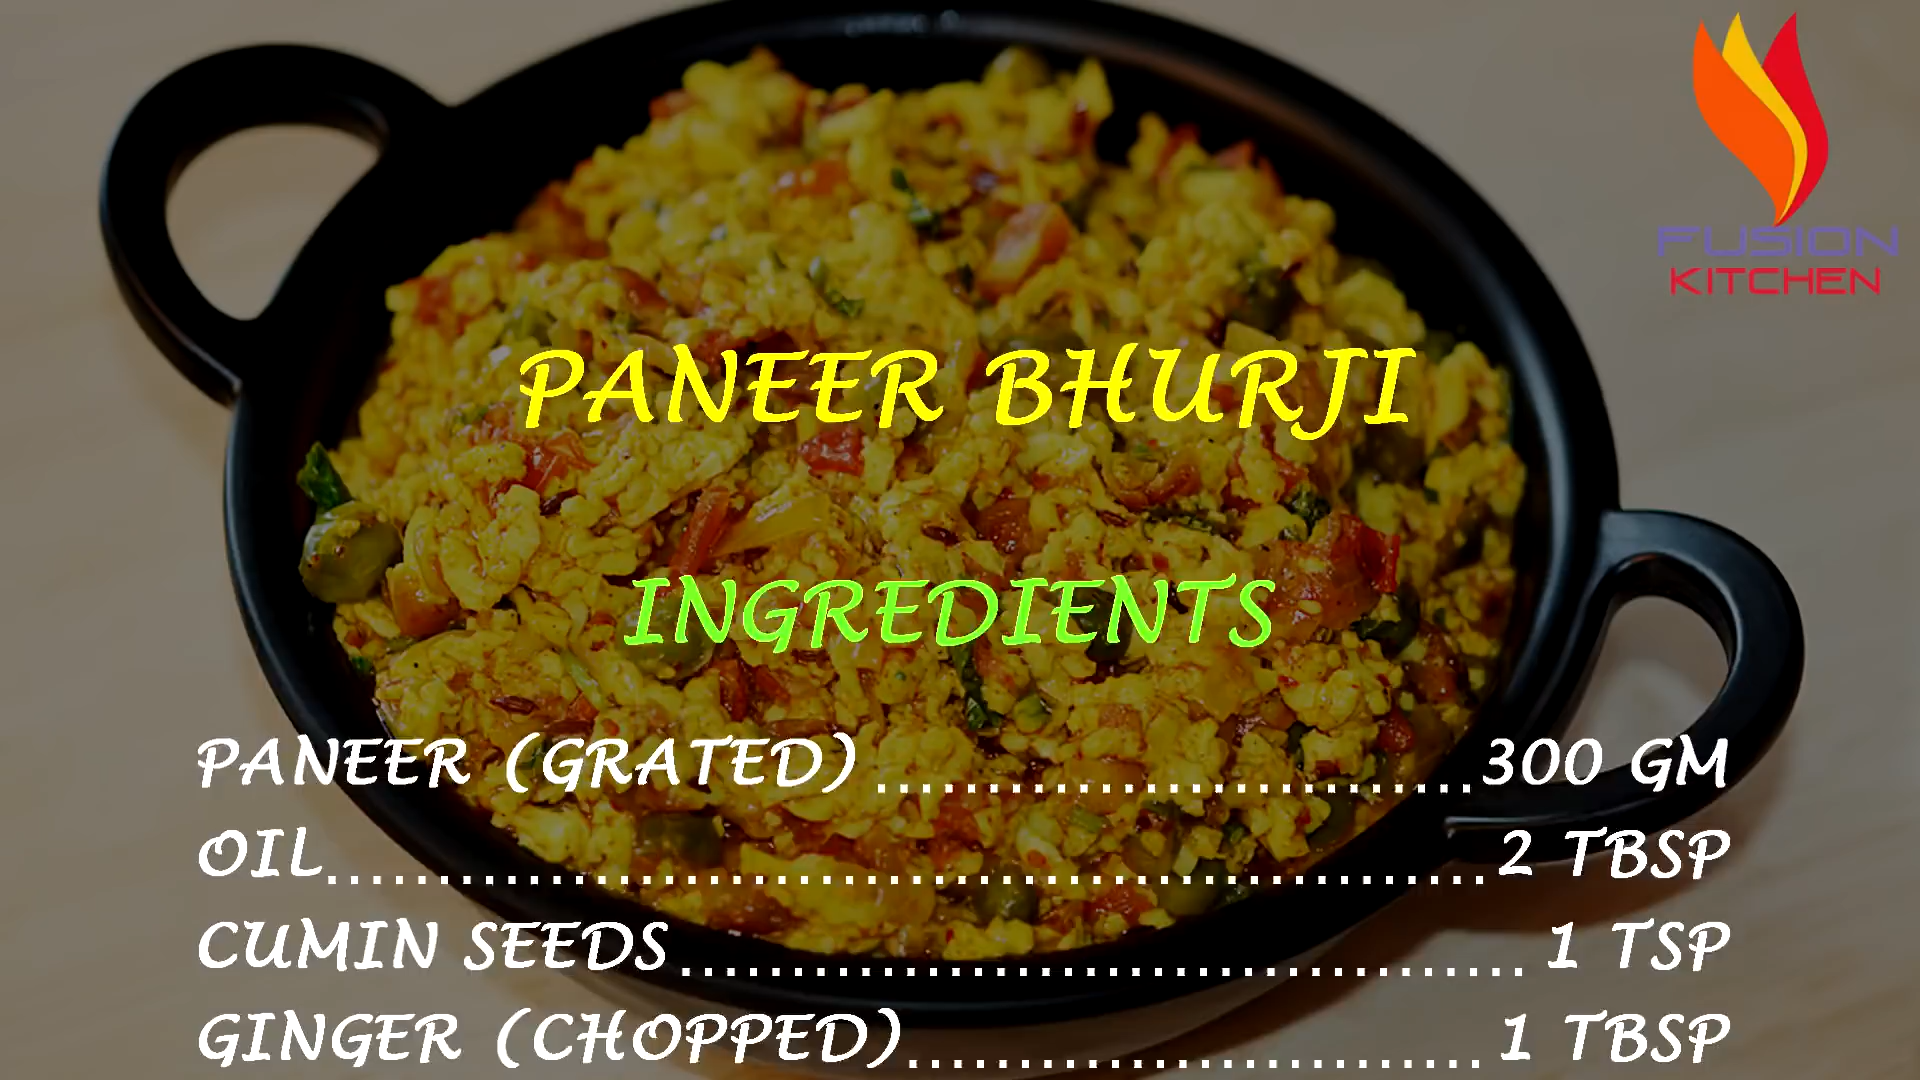 FUSION
KITCHEN
PANEER BHURJI
INGREDIENTS
PANEER (GRATED) ...........................300 GM
OIL........................................................2 TBSP
CUMIN SEEDS ....................................... 1 TSP
GINGER (CHOPPED)........................... 1 TBSP